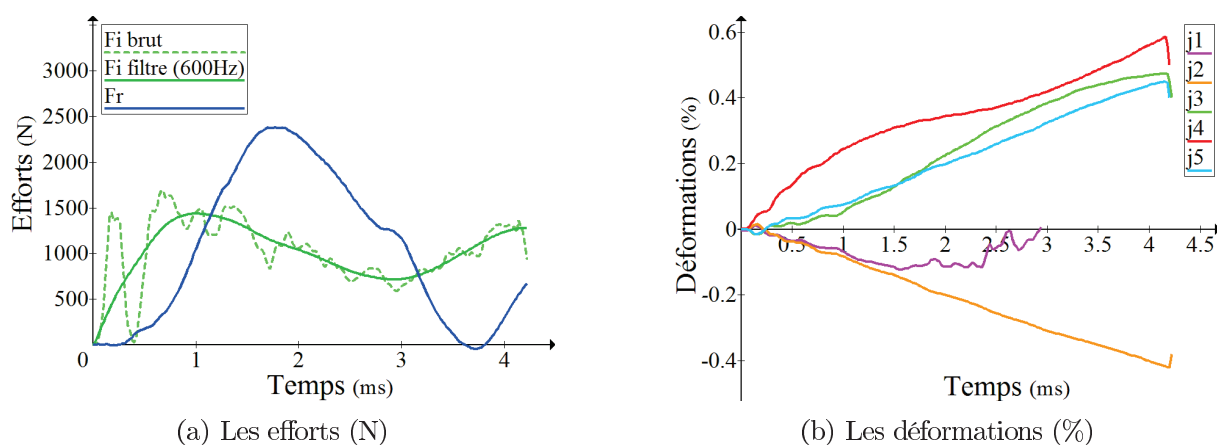 Fi brut
Fi filtre (600Hz)
Fr
3000
2500
2000
1500
1000
500
0
1
2
3
4
Efforts (N)
Temps (ms)
(a) Les efforts (N)
0.6
0.4
0.2
0
-0.2
-0.4
0.5
1
1.5
2
2.5
3
3.5
4
4.5
j1
j2
j3
j4
j5
Déformations (%)
Temps (ms)
(b) Les déformations (%)